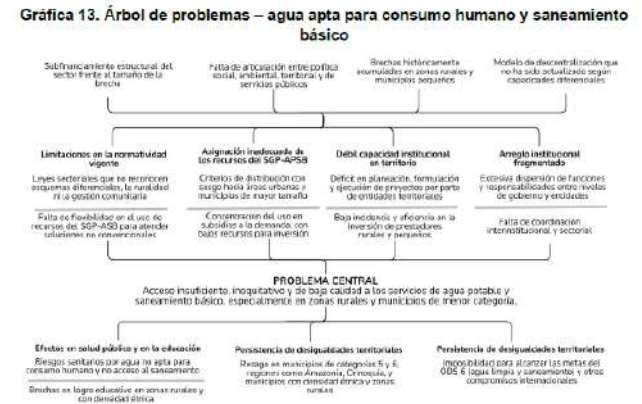 Gráfica 13. Árbol de problemas – agua apta para consumo humano y saneamiento
básico
Subfinanciamiento estructural del
sector frente al tamaño de la
brecha
Falta de articulación entre política
social, ambiental, territorial y de
servicios públicos
Brechas históricamente
acumuladas en zonas rurales y
municipios pequeños
Modelo de descentralización que
no ha sido actualizado según
capacidades diferenciales
Limitaciones en la normatividad
vigente
Leyes sectoriales que no reconocen
esquemas diferenciales, la ruralidad
ni la gestión comunitaria
Falta de flexibilidad en el uso de
recursos del SGP-ASB para atender
soluciones no convencionales
Asignación inadecuada de
los recursos del SGP-APSB
Criterios de distribución con
sesgo hacia áreas urbanas y
municipios de mayor tamaño
Concentración del uso en
subsidios a la demanda, con
bajos recursos para inversión
Débil capacidad institucional
en territorio
Déficit en planeación, formulación
y ejecución de proyectos por parte
de entidades territoriales
Baja incidencia y eficiencia en la
inversión de prestadores
rurales y pequeños
Arreglo institucional
fragmentado
Excesiva dispersión de funciones
y responsabilidades entre niveles
de gobierno y entidades
Falta de coordinación
interinstitucional y sectorial
PROBLEMA CENTRAL
Acceso insuficiente, inequitativo y de baja calidad a los servicios de agua potable y
saneamiento básico, especialmente en zonas rurales y municipios de menor categoría.
Efectos en salud pública y en la educación
Riesgos sanitarios por agua no apta para
consumo humano y no acceso al saneamiento
Brechas en logro educativo en zonas rurales y
con densidad étnica
Persistencia de desigualdades territoriales
Rezago en municipios de categorías 5 y 6,
regiones como Amazonía, Orinoquía, y
municipios con densidad étnica y zonas
rurales
Persistencia de desigualdades territoriales
Imposibilidad para alcanzar las metas del
ODS 6 (agua limpia y saneamiento) y otros
compromisos internacionales